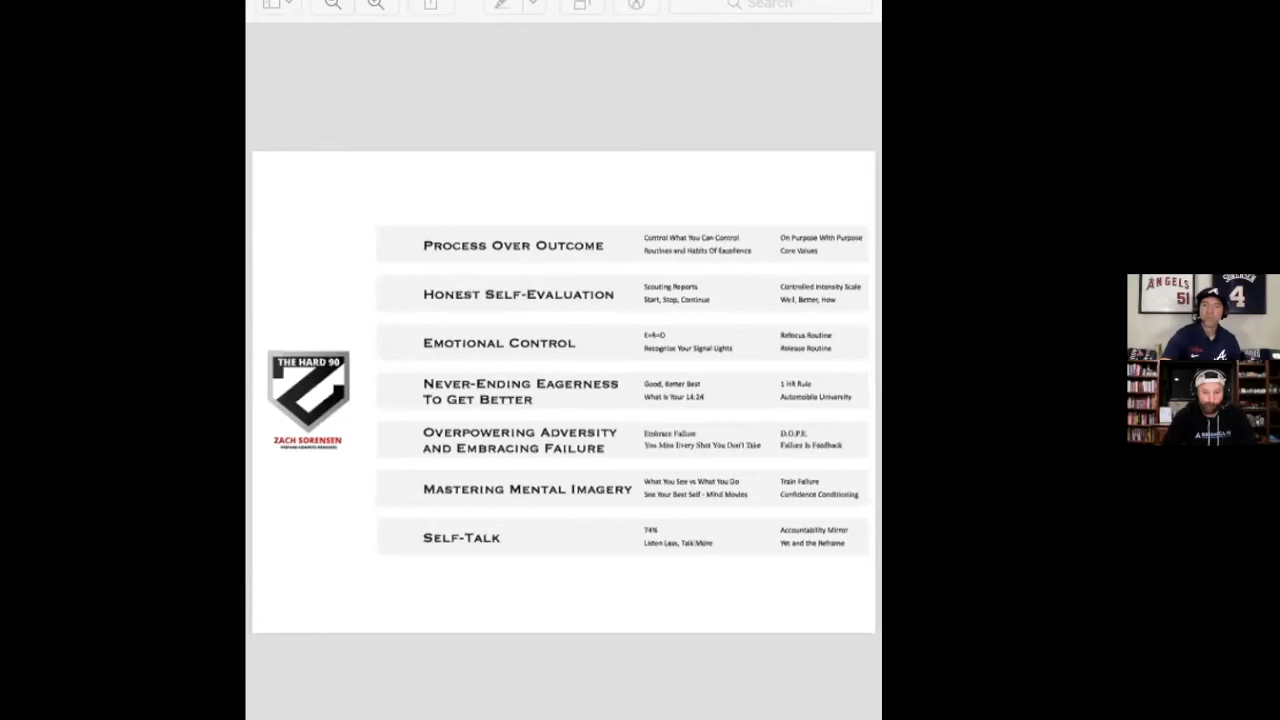 Search
Process Over Outcome
Control What You Can Control
On Purpose With Purpose
Routines and Habits Of Excellence
Core Values
Honest Self-Evaluation
Scouting Reports
Controlled Intensity Scale
Start, Stop, Continue
Well, Better, How
Emotional Control
E+R=O
Refocus Routine
Recognize Your Signal Lights
Release Routine
Never-Ending Eagerness
To Get Better
Good, Better Best
1 HR Rule
What Is Your L4:24
Automobile University
Overpowering Adversity
and Embracing Failure
Embrace Failure
D.O.P.E.
You Miss Every Shot You Don't Take
Failure Is Feedback
Mastering Mental Imagery
What You See vs What You Do
Train Failure
See Your Best Self - Mind Movies
Confidence Conditioning
Self-Talk
74%
Accountability Mirror
Listen Less, Talk More
Yet and the Reframe
THE HARD 90
ZACH SORENSEN
ANGELS
51
SORENSEN
4